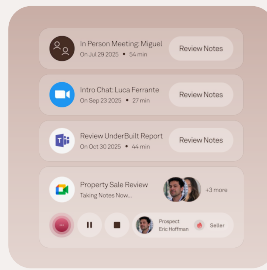 In Person Meeting: Miguel
On Jul 29 2025 • 54 min
Review Notes
Intro Chat: Luca Ferrante
On Sep 23 2025 • 27 min
Review Notes
Review UnderBuilt Report
On Oct 30 2025 • 44 min
Review Notes
Property Sale Review
Taking Notes Now...
+3 more
Prospect
Eric Hoffman
Seller